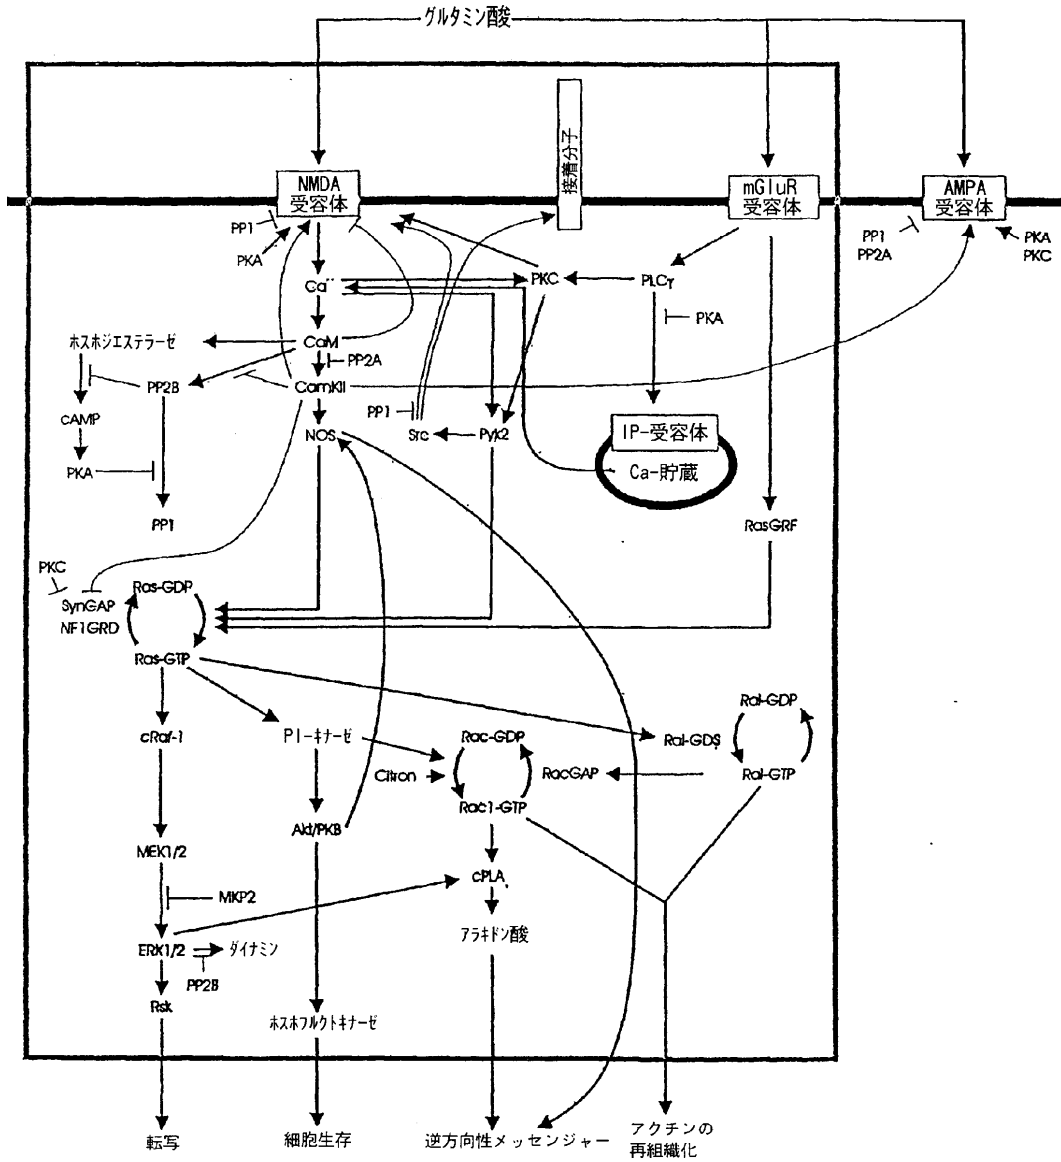 グルタミン酸
接着分子
NMDA
受容体
mGluR
受容体
AMPA
受容体
PP1
PKA
PP1
PP2A
PKA
PKC
Ca¨
PKC
PLCγ
PKA
ホスホジエステラーゼ
CaM
PP2A
PP2B
CamKII
cAMP
PP1
Src
Pyk2
NOS
IP-受容体
Ca-貯蔵
PKA
PP1
RasGRF
PKC
SynGAP
NF1GRD
Ras-GDP
Ras-GTP
cRaf-1
PI-キナーゼ
Citron
Rac-GDP
RacGAP
Rac1-GTP
Ral-GDS
Ral-GDP
Ral-GTP
MEK1/2
Akt/PKB
MKP2
cPLA
アラキドン酸
ERK1/2
ダイナミン
PP2B
Rsk
ホスホフルクトキナーゼ
転写
細胞生存
逆方向性メッセンジャー
アクチンの
再組織化